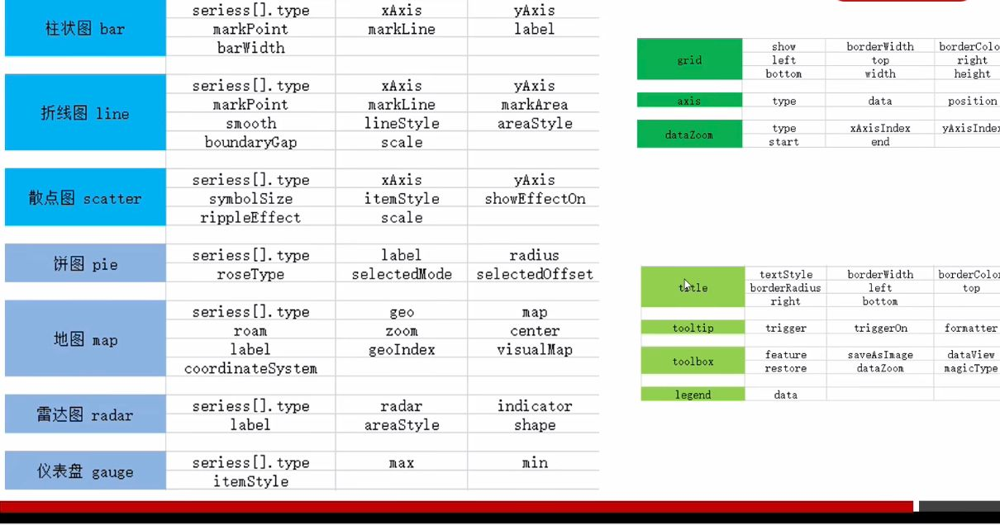 柱状图 bar
seriess[].type xAxis yAxis
markPoint markLine label
barWidth
折线图 line
seriess[].type xAxis yAxis
markPoint markLine markArea
smooth lineStyle areaStyle
boundaryGap scale
散点图 scatter
seriess[].type xAxis yAxis
symbolSize itemStyle showEffectOn
rippleEffect scale
饼图 pie
seriess[].type label radius
roseType selectedMode selectedOffset
地图 map
seriess[].type geo map
roam zoom center
label geoIndex visualMap
coordinateSystem
雷达图 radar
seriess[].type radar indicator
label areaStyle shape
仪表盘 gauge
seriess[].type max min
itemStyle
grid
show borderWidth borderColo
left top right
bottom width height
axis type data position
dataZoom
type xAxisIndex yAxisIndex
start end
title
textStyle borderWidth borderColor
borderRadius left top
right bottom
tooltip trigger triggerOn formatter
toolbox
feature saveAsImage dataView
restore dataZoom magicType
legend data